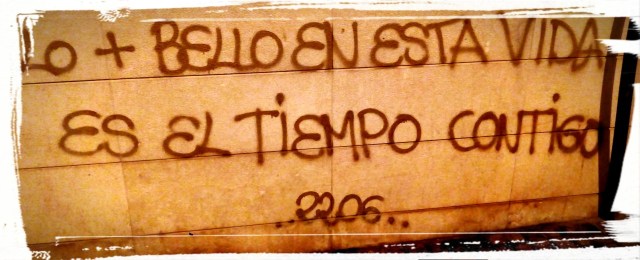 LO + BELLO EN ESTA VIDA
ES EL TIEMPO CONTIGO
..22.06..